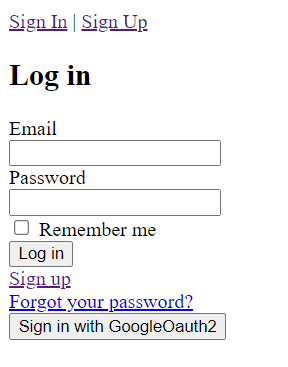 Sign In | Sign Up
Log in
Email
Password
Remember me
Log in
Sign up
Forgot your password?
Sign in with GoogleOauth2